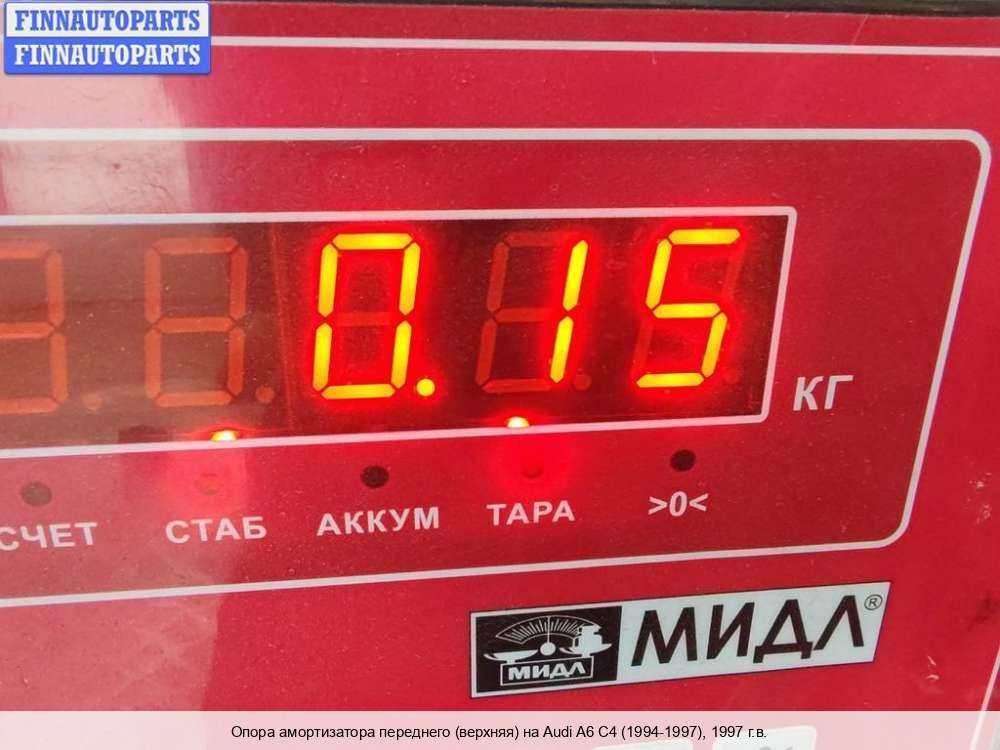 FINNAUTOPARTS
FINNAUTOPARTS
0.15
КГ
СЧЕТ СТАБ АККУМ ТАРА >0<
МИДЛ МИДЛ®
Опора амортизатора переднего (верхняя) на Audi A6 C4 (1994-1997), 1997 г.в.